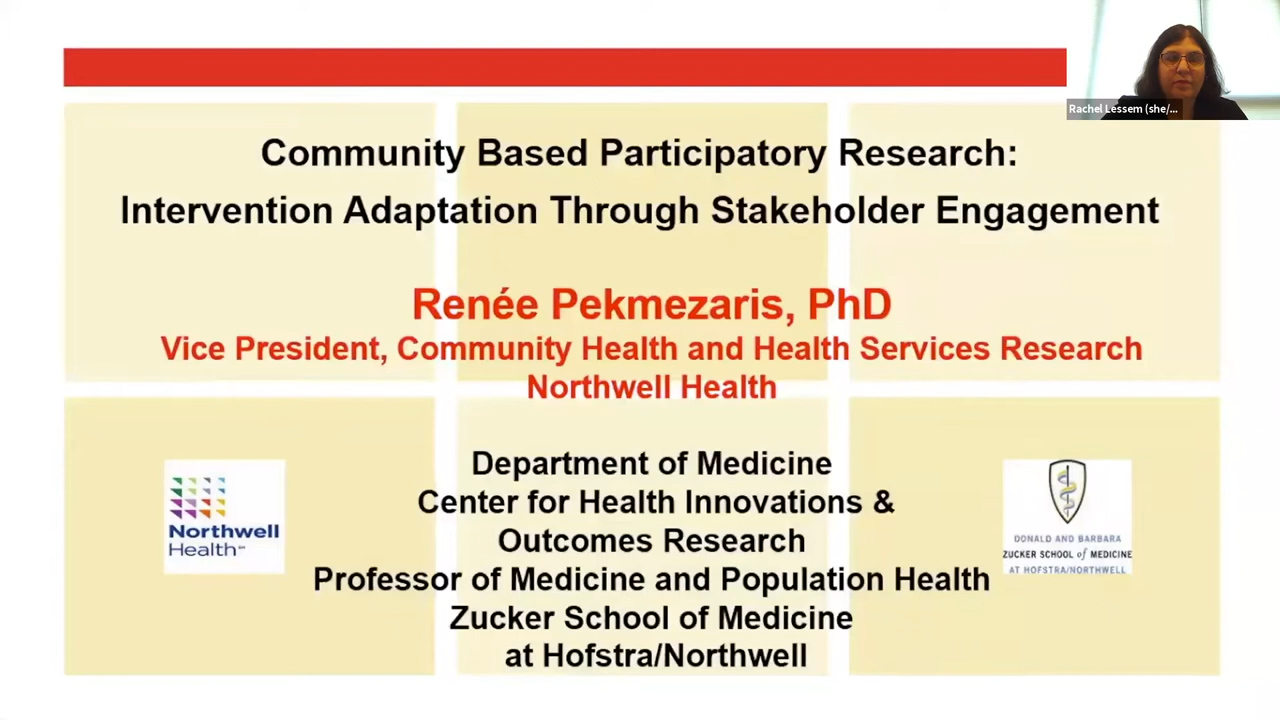 Rachel Lessem (she/...
Community Based Participatory Research:
Intervention Adaptation Through Stakeholder Engagement
Renée Pekmezaris, PhD
Vice President, Community Health and Health Services Research
Northwell Health
Department of Medicine
Center for Health Innovations &
Outcomes Research
Professor of Medicine and Population Health
Zucker School of Medicine
at Hofstra/Northwell
Northwell
Health
DONALD AND BARBARA
ZUCKER SCHOOL of MEDICINE
AT HOFSTRA/NORTHWELL